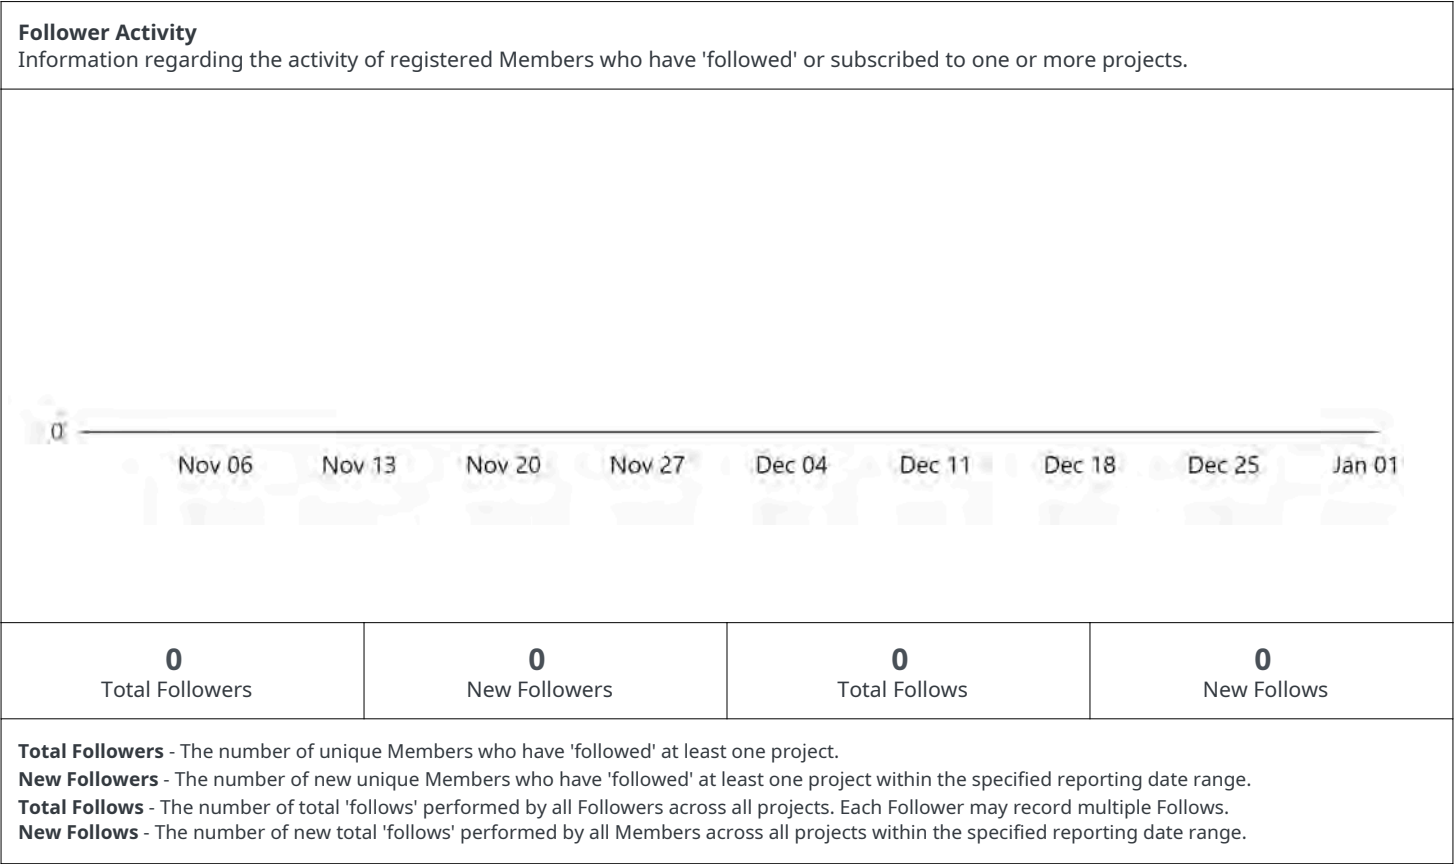 Follower Activity
Information regarding the activity of registered Members who have 'followed' or subscribed to one or more projects.
0
Nov 06 Nov 13 Nov 20 Nov 27 Dec 04 Dec 11 Dec 18 Dec 25 Jan 01
0 0 0 0
Total Followers New Followers Total Follows New Follows
Total Followers - The number of unique Members who have 'followed' at least one project.
New Followers - The number of new unique Members who have 'followed' at least one project within the specified reporting date range.
Total Follows - The number of total 'follows' performed by all Followers across all projects. Each Follower may record multiple Follows.
New Follows - The number of new total 'follows' performed by all Members across all projects within the specified reporting date range.